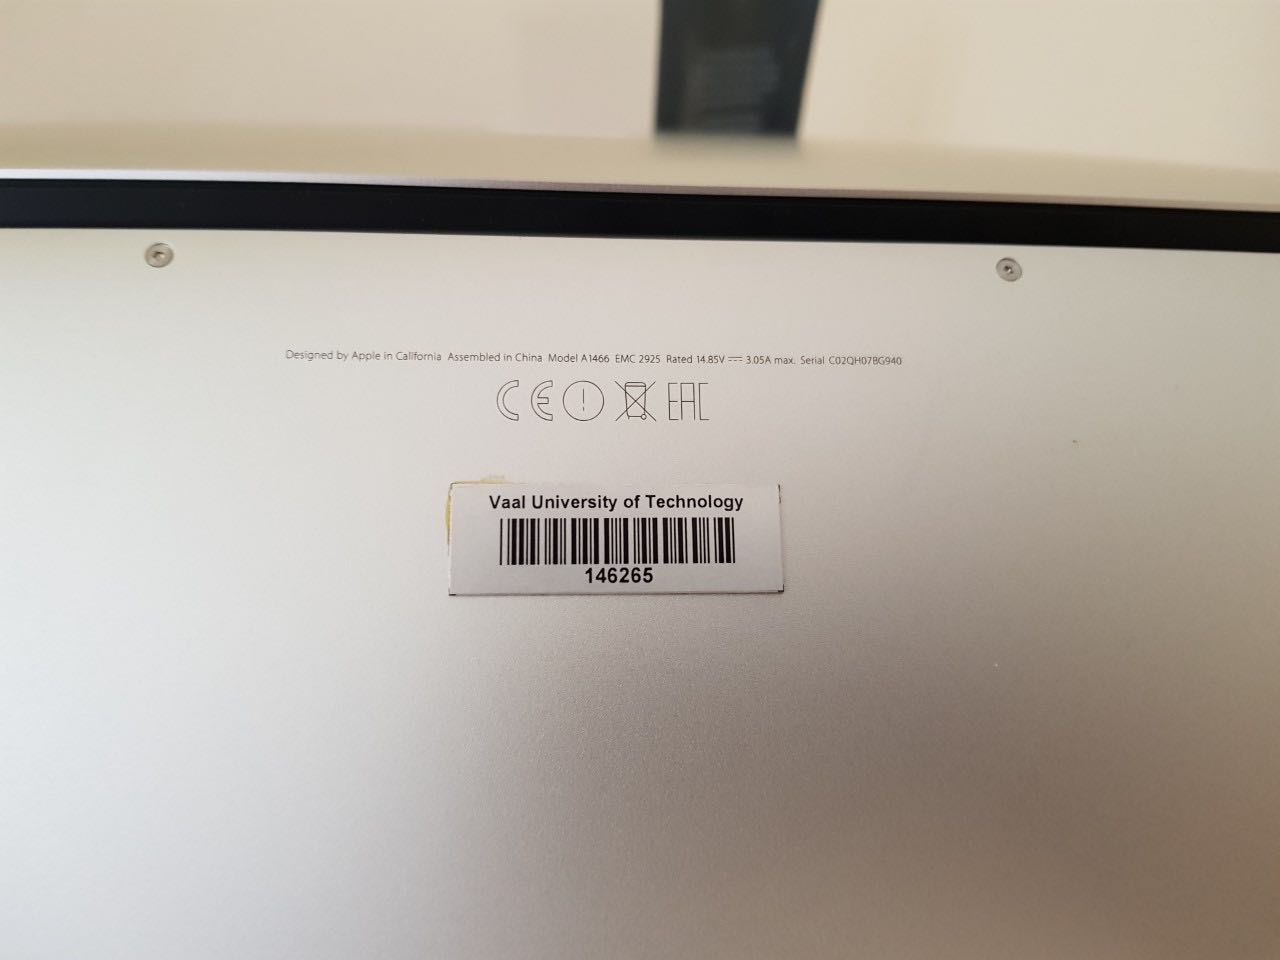 Designed by Apple in California Assembled in China Model A1466 EMC 2925 Rated 14.85V ⎓ 3.05A max. Serial C02QH07BG940
CE EAC
Vaal University of Technology
146265